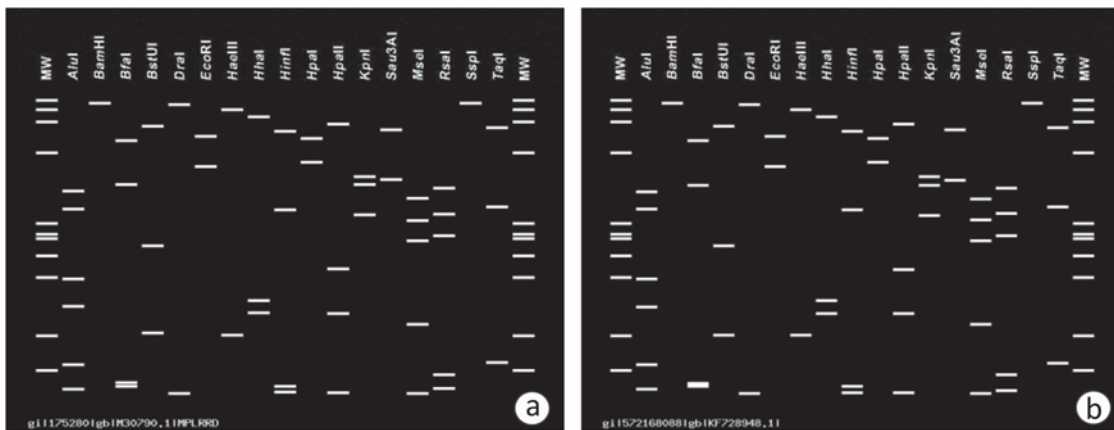 MW AluI BamHI BfaI BstUI DraI EcoRI HaeIII HhaI HinfI HpaI HpaII KpnI Sau3AI MseI RsaI SspI TaqI MW
gi|175280|gb|M30790.1|MPLRRD
a
MW AluI BamHI BfaI BstUI DraI EcoRI HaeIII HhaI HinfI HpaI HpaII KpnI Sau3AI MseI RsaI SspI TaqI MW
gi|572168088|gb|KF728948.1|
b